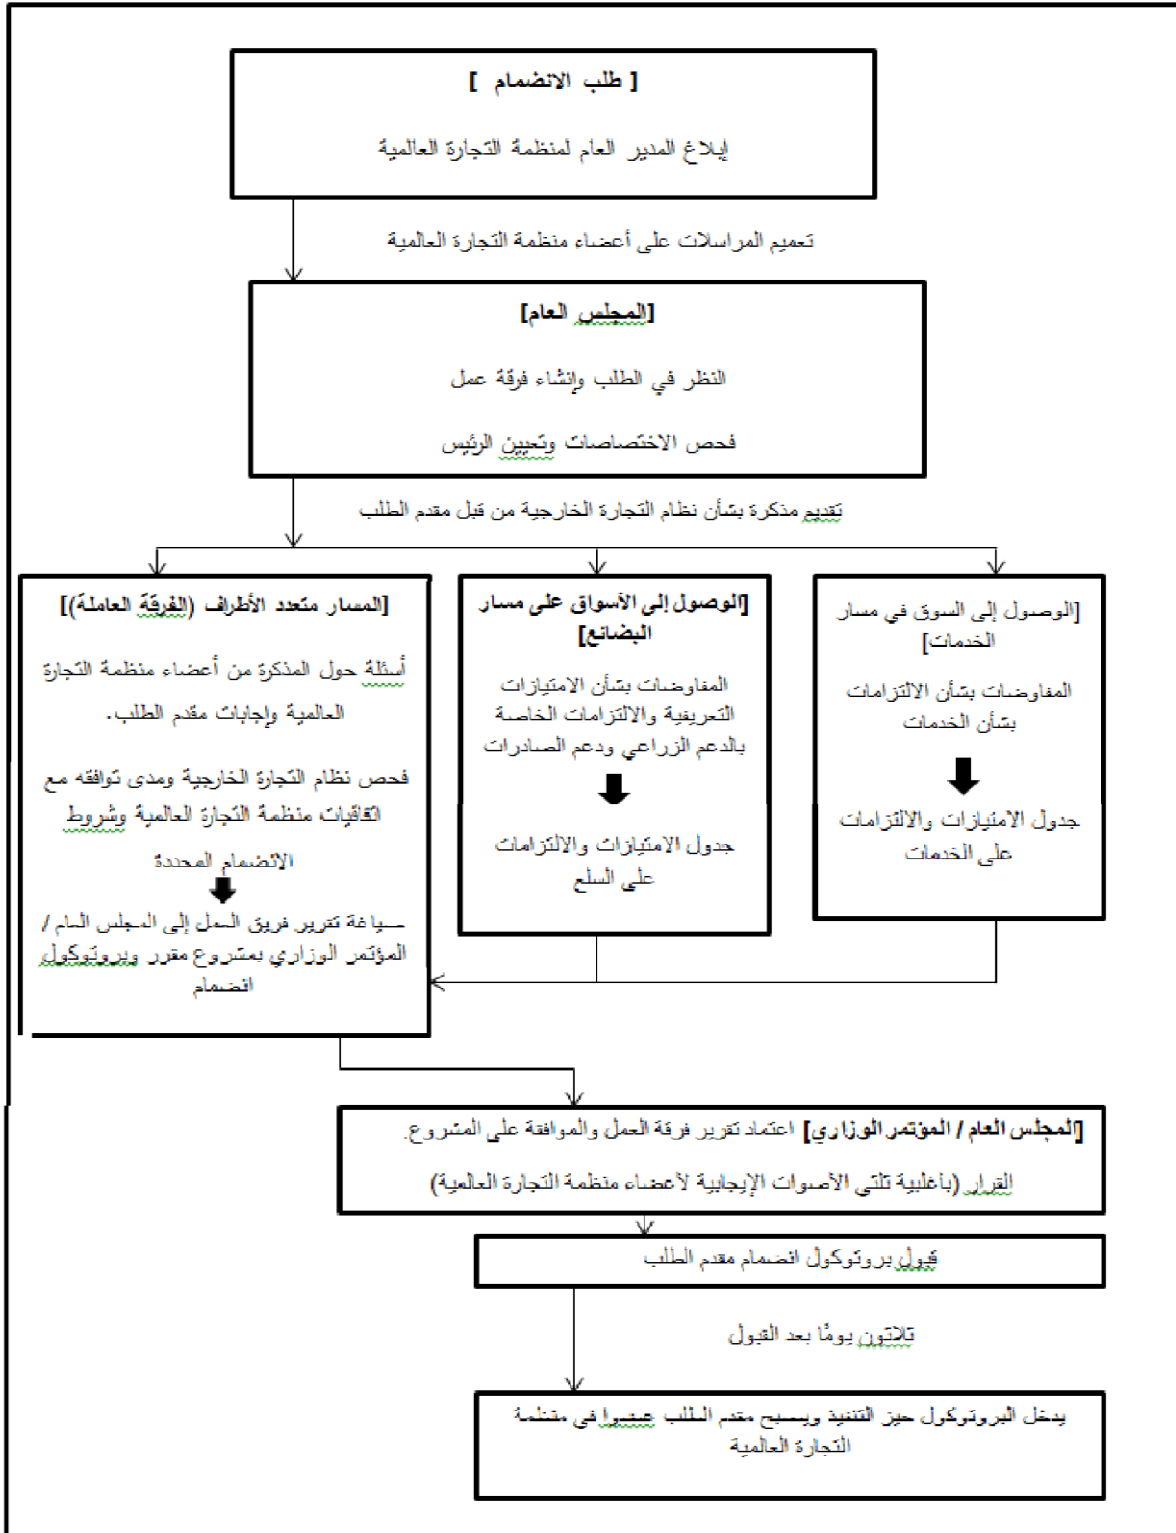 [ طلب الانضمام ]
إبلاغ المدير العام لمنظمة التجارة العالمية
تعميم المراسلات على أعضاء منظمة التجارة العالمية
[المجلس العام]
النظر في الطلب وإنشاء فرقة عمل
فحص الاختصاصات وتعيين الرئيس
تقديم مذكرة بشأن نظام التجارة الخارجية من قبل مقدم الطلب
[المسار متعدد الأطراف (الفرقة العاملة)]
أسئلة حول المذكرة من أعضاء منظمة التجارة
العالمية وإجابات مقدم الطلب.
فحص نظام التجارة الخارجية ومدى توافقه مع
اتفاقيات منظمة التجارة العالمية وشروط
الانضمام المحددة
صياغة تقرير فريق العمل إلى المجلس العام /
المؤتمر الوزاري بمشروع مقرر وبروتوكول
انضمام
[الوصول إلى الأسواق على مسار
البضائع]
المفاوضات بشأن الامتيازات
التعريفية والالتزامات الخاصة
بالدعم الزراعي ودعم الصادرات
جدول الامتيازات والالتزامات
على السلع
[الوصول إلى السوق في مسار
الخدمات]
المفاوضات بشأن الالتزامات
بشأن الخدمات
جدول الامتيازات والالتزامات
على الخدمات
[المجلس العام / المؤتمر الوزاري] اعتماد تقرير فرقة العمل والموافقة على المشروع.
القرار (بأغلبية ثلثي الأصوات الإيجابية لأعضاء منظمة التجارة العالمية)
قبول بروتوكول انضمام مقدم الطلب
ثلاثون يومًا بعد القبول
يدخل البروتوكول حيز التنفيذ ويصبح مقدم الطلب عضوا في منظمة
التجارة العالمية